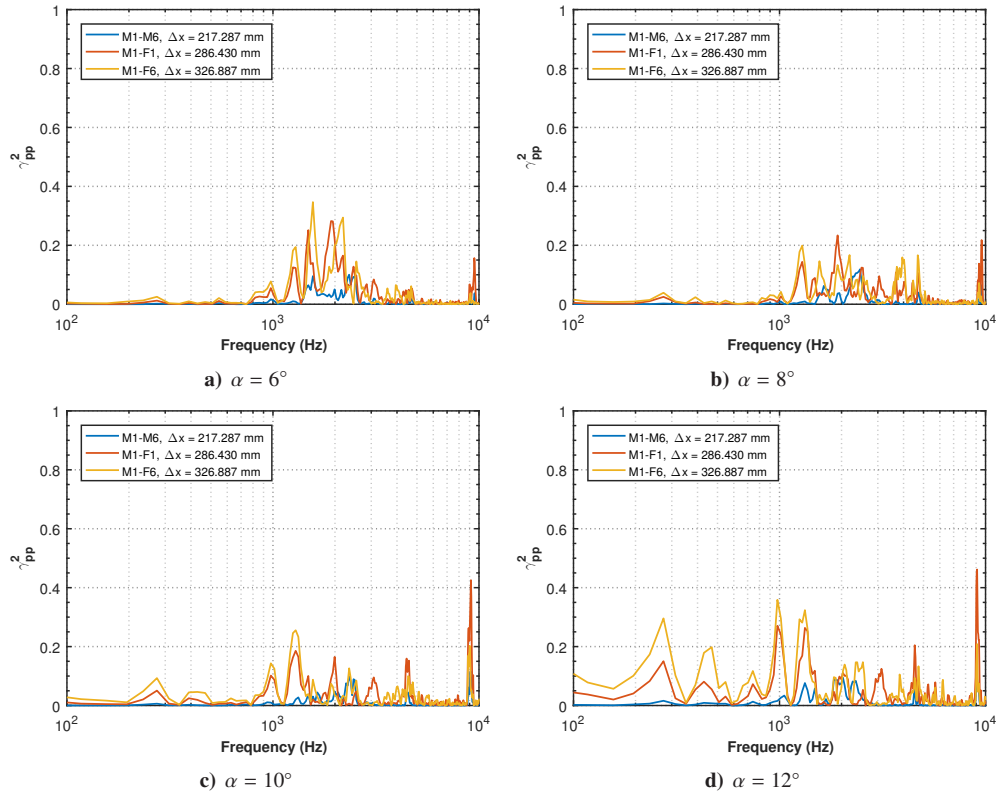 1
0.8
0.6
0.4
0.2
0
γ²pp
M1-M6, Δx = 217.287 mm
M1-F1, Δx = 286.430 mm
M1-F6, Δx = 326.887 mm
10² 10³ 10⁴
Frequency (Hz)
a) α = 6°
1
0.8
0.6
0.4
0.2
0
γ²pp
M1-M6, Δx = 217.287 mm
M1-F1, Δx = 286.430 mm
M1-F6, Δx = 326.887 mm
10² 10³ 10⁴
Frequency (Hz)
b) α = 8°
1
0.8
0.6
0.4
0.2
0
γ²pp
M1-M6, Δx = 217.287 mm
M1-F1, Δx = 286.430 mm
M1-F6, Δx = 326.887 mm
10² 10³ 10⁴
Frequency (Hz)
c) α = 10°
1
0.8
0.6
0.4
0.2
0
γ²pp
M1-M6, Δx = 217.287 mm
M1-F1, Δx = 286.430 mm
M1-F6, Δx = 326.887 mm
10² 10³ 10⁴
Frequency (Hz)
d) α = 12°